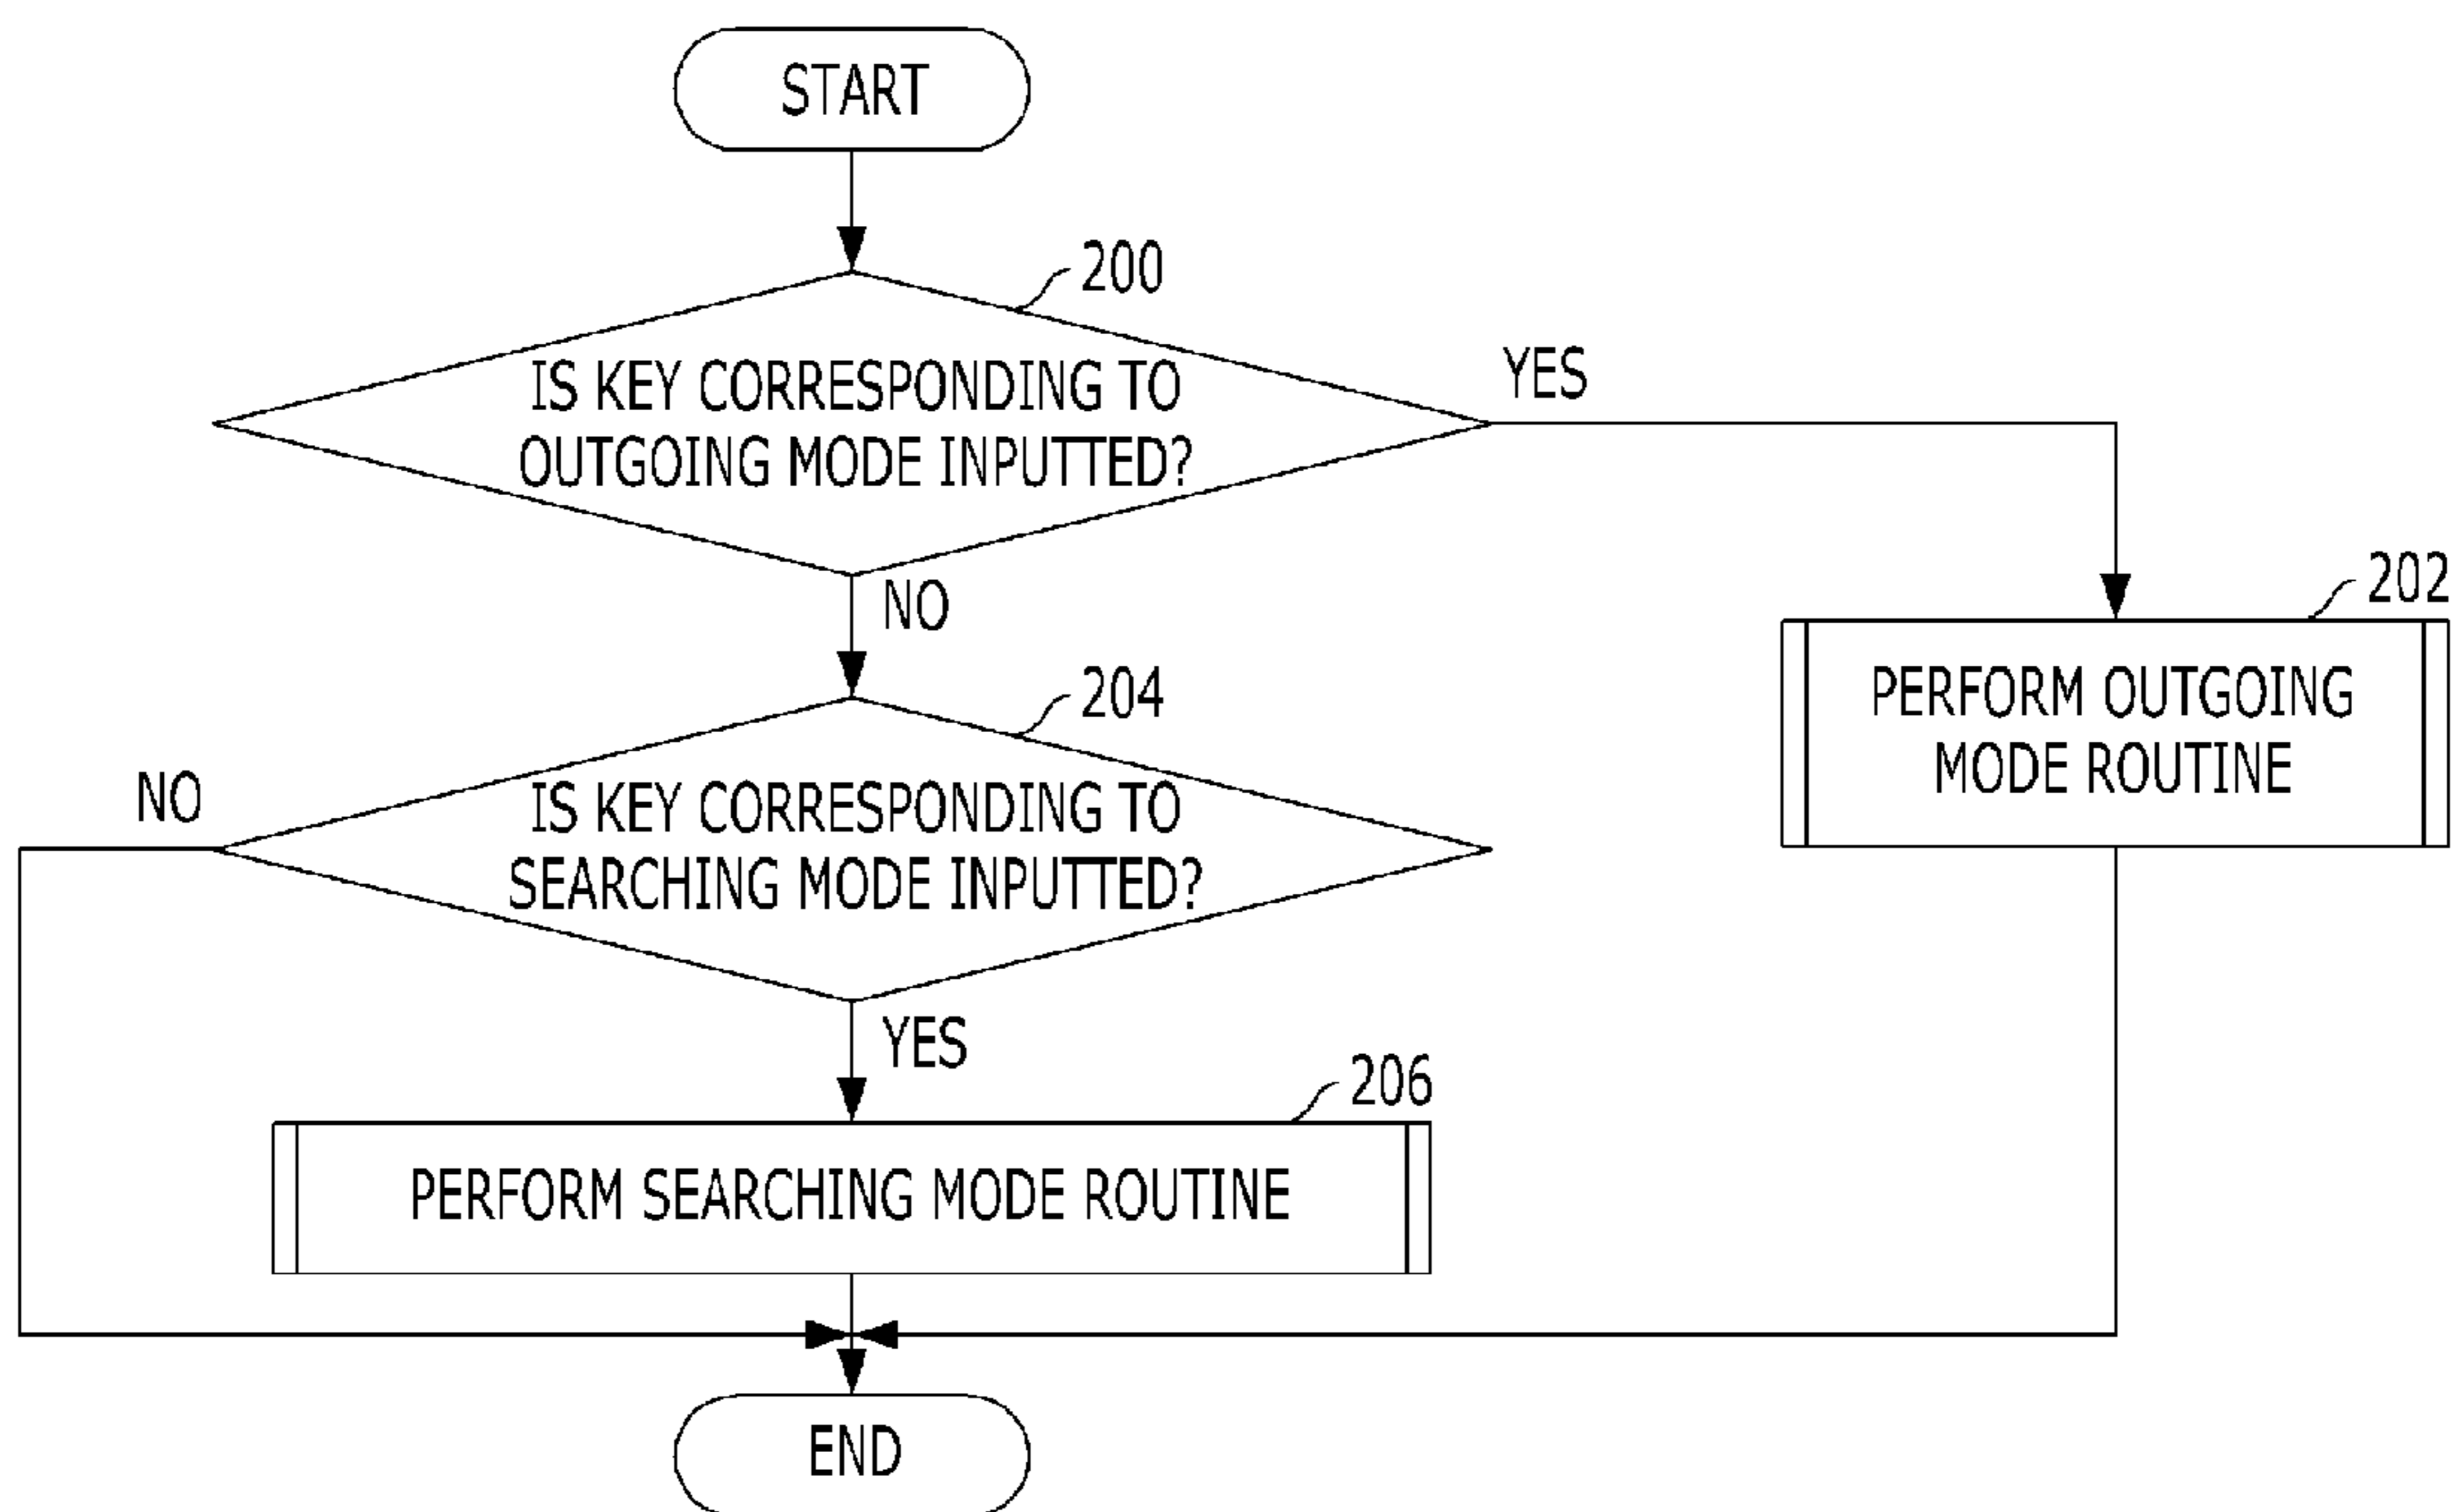 START
200
IS KEY CORRESPONDING TO
OUTGOING MODE INPUTTED?
YES
NO
202
PERFORM OUTGOING
MODE ROUTINE
204
IS KEY CORRESPONDING TO
SEARCHING MODE INPUTTED?
NO
YES
206
PERFORM SEARCHING MODE ROUTINE
END